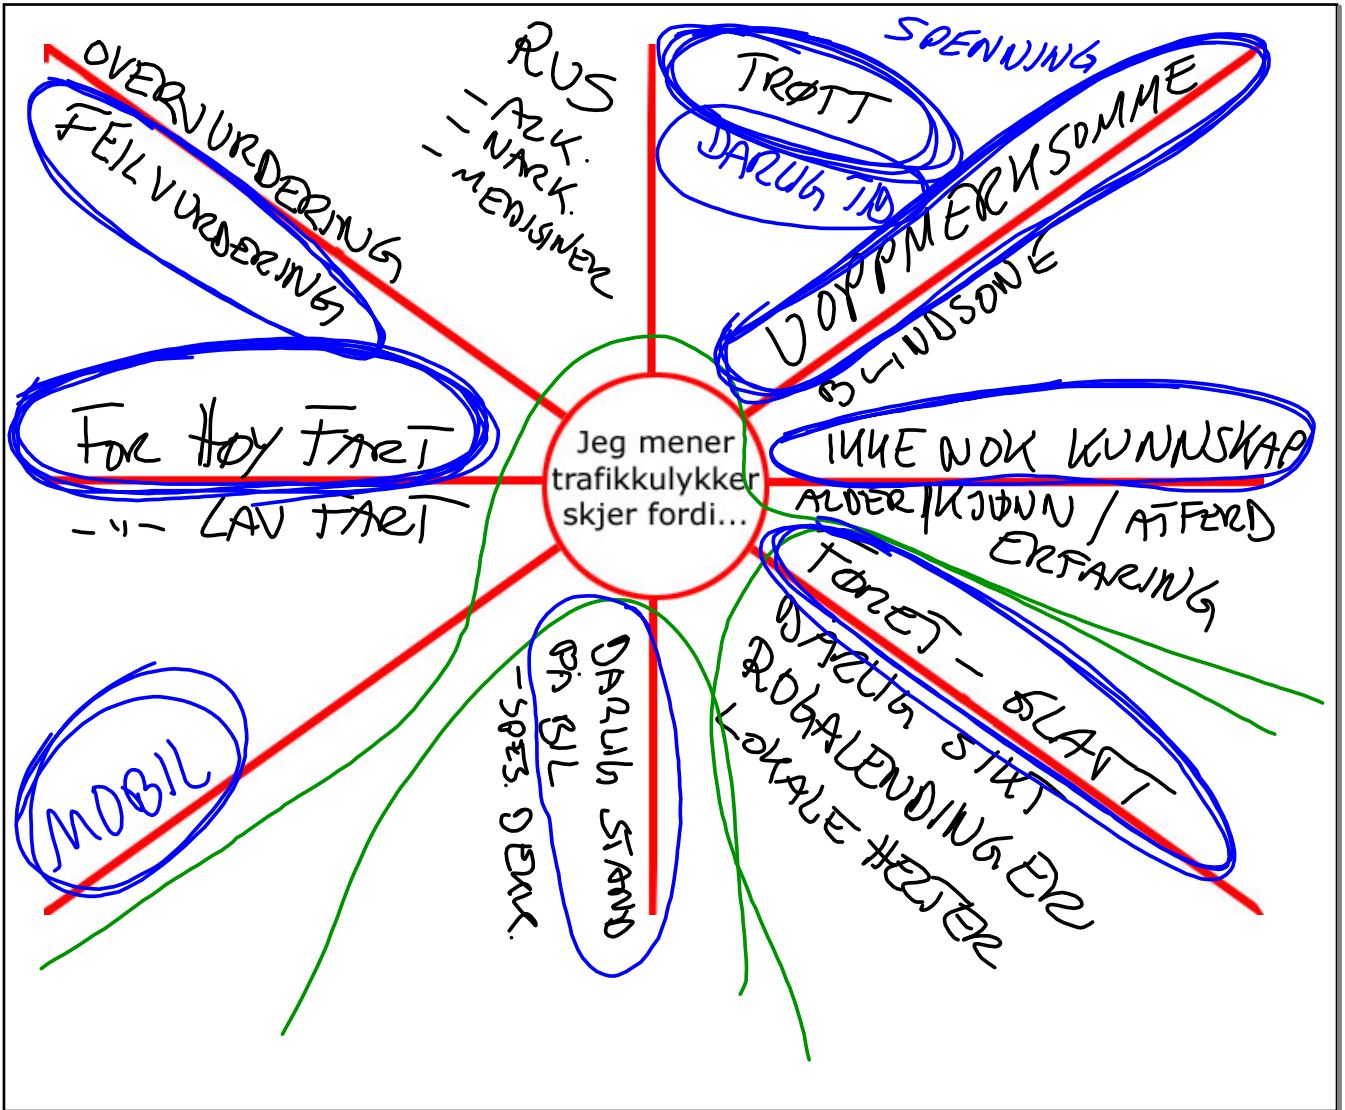 OVERVURDERING
FEILVURDERING
RUS
- ALK.
- NARK.
- MEDISINER
TRØTT
DÅRLIG TID
SPENNING
UOPPMERKSOMME
BLINDSONE
FOR HØY FART
-"- LAV FART
Jeg mener
trafikkulykker
skjer fordi...
IKKE NOK KUNNSKAP
ALDER/KJØNN / ATFERD
ERFARING
FØRET - GLATT
DÅRLIG SIKT
ROGALENDINGER
LOKALE HELTER
DÅRLIG STAND
PÅ BIL
- SPES. DEKK.
MOBIL